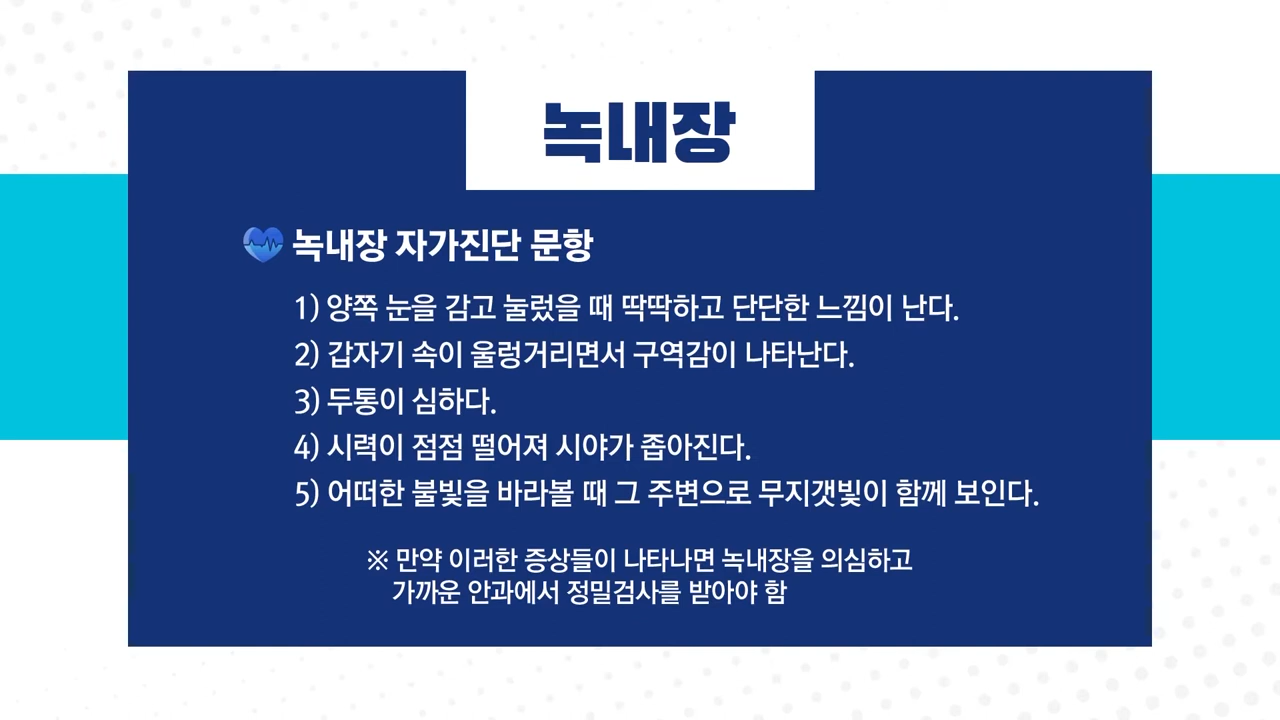 녹내장
녹내장 자가진단 문항
1) 양쪽 눈을 감고 눌렀을 때 딱딱하고 단단한 느낌이 난다.
2) 갑자기 속이 울렁거리면서 구역감이 나타난다.
3) 두통이 심하다.
4) 시력이 점점 떨어져 시야가 좁아진다.
5) 어떠한 불빛을 바라볼 때 그 주변으로 무지갯빛이 함께 보인다.
※ 만약 이러한 증상들이 나타나면 녹내장을 의심하고
가까운 안과에서 정밀검사를 받아야 함